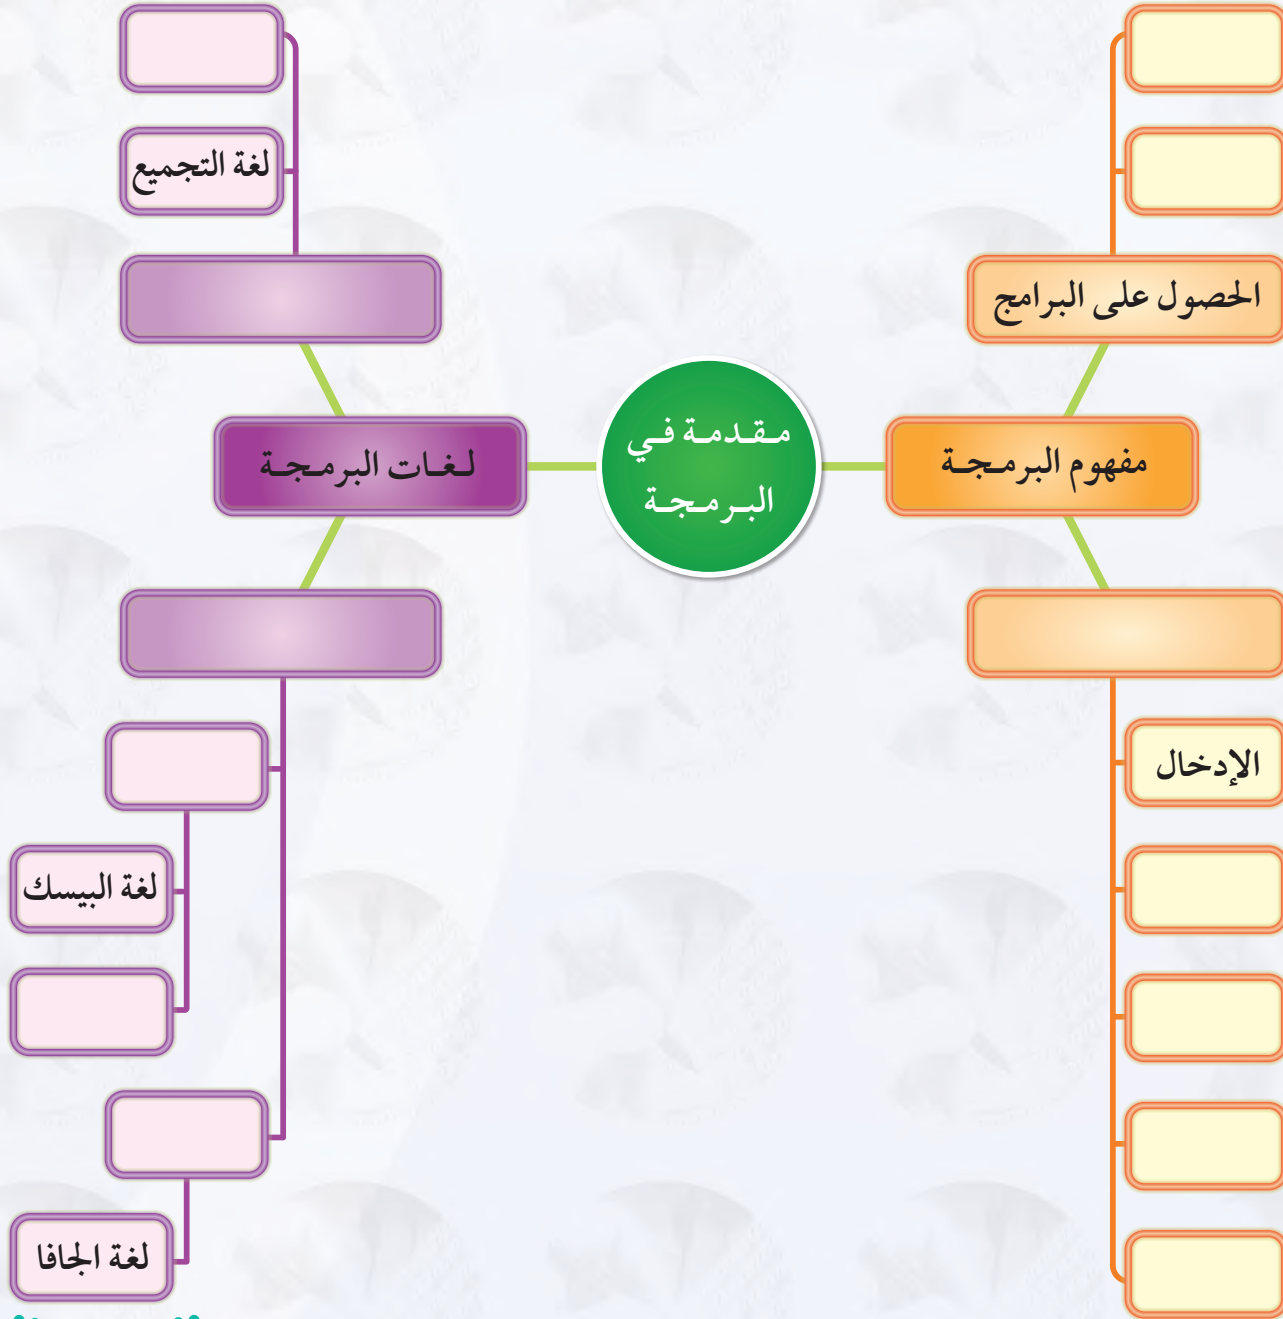 لغة التجميع
الحصول على البرامج
مقدمة في
البرمجة
مفهوم البرمجة
لغات البرمجة
الإدخال
لغة البيسك
لغة الجافا